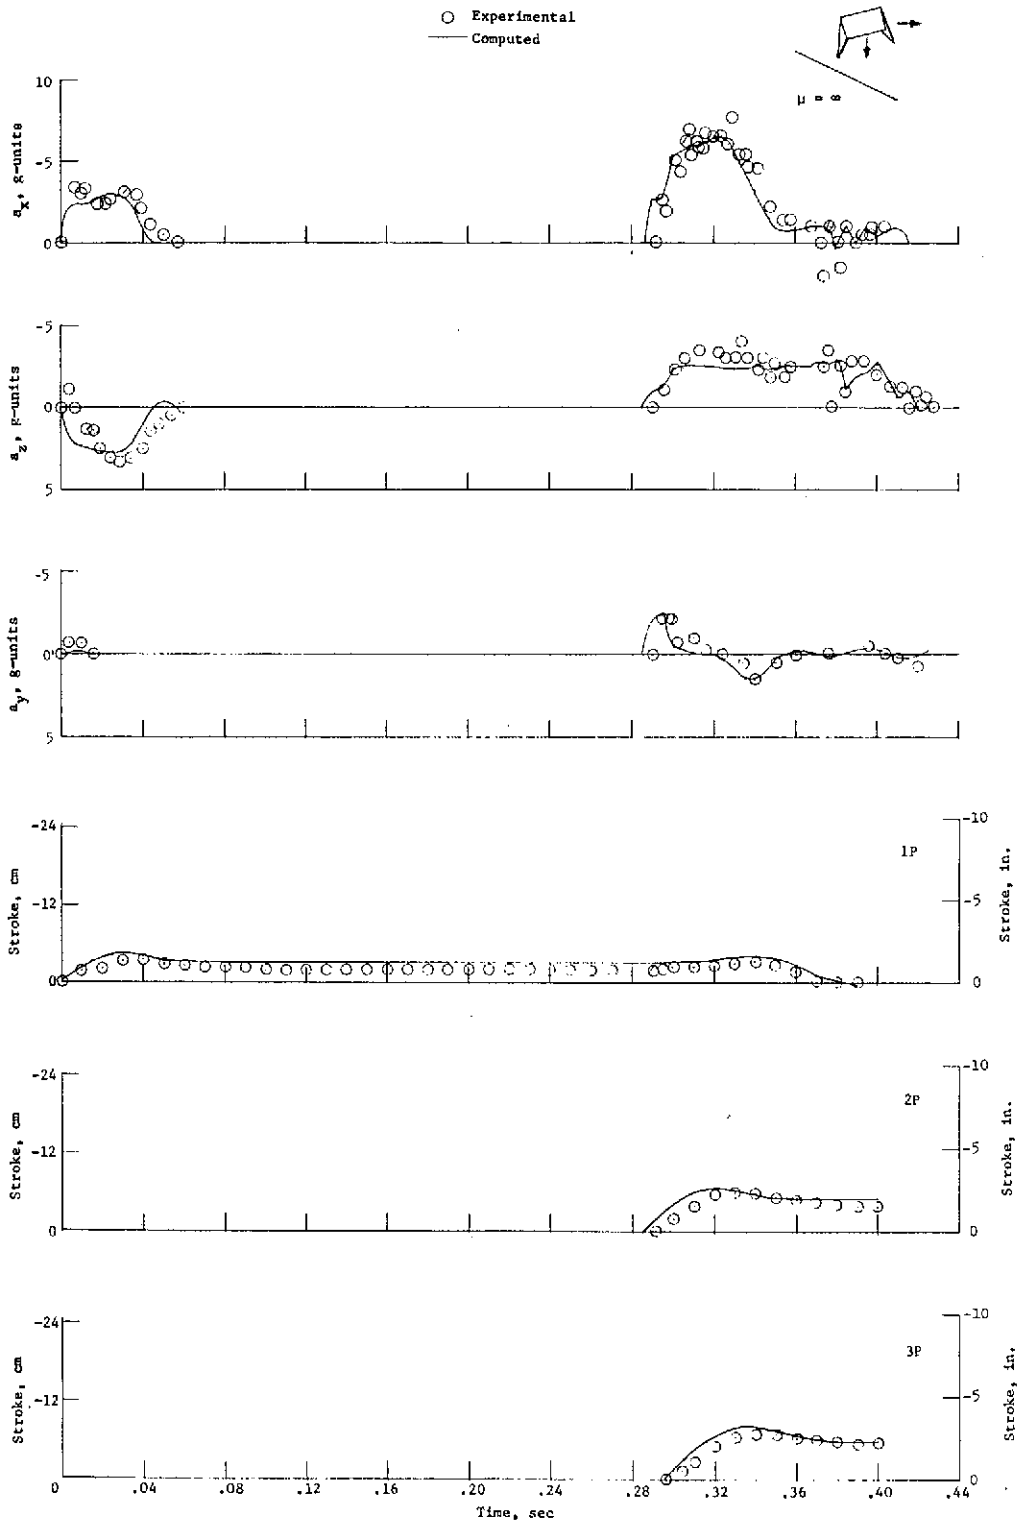 Experimental
Computed
μ = ∞
10
-5
0
a_x, g-units
-5
0
5
a_z, g-units
-5
0
5
a_y, g-units
-24
-12
0
Stroke, cm
1P
-10
-5
0
Stroke, in.
-24
-12
0
Stroke, cm
2P
-10
-5
0
Stroke, in.
-24
-12
0
Stroke, cm
3P
-10
-5
0
Stroke, in.
0 .04 .08 .12 .16 .20 .24 .28 .32 .36 .40 .44
Time, sec